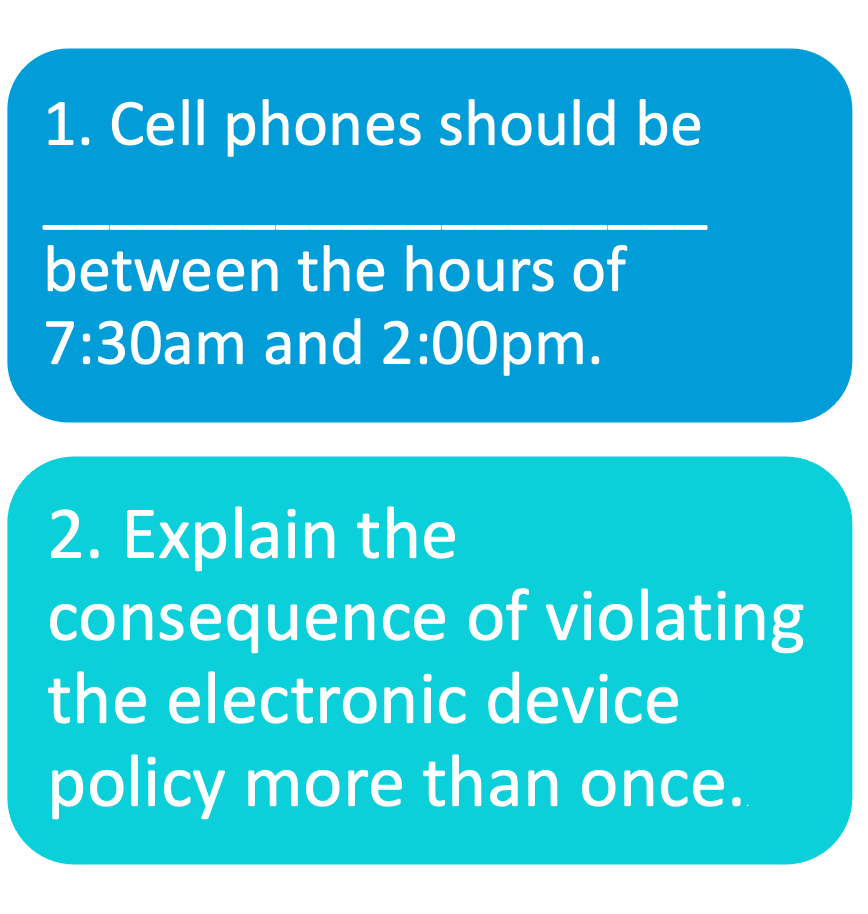 1. Cell phones should be
____________________
between the hours of
7:30am and 2:00pm.
2. Explain the
consequence of violating
the electronic device
policy more than once.